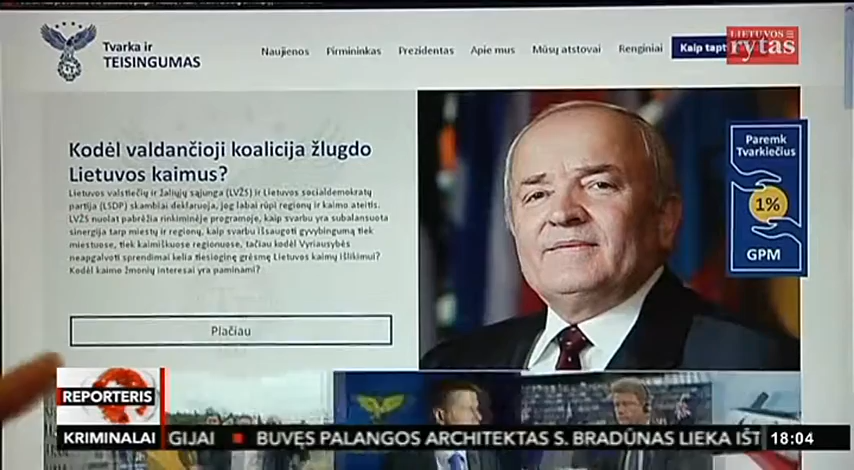 Tvarka ir
TEISINGUMAS
Naujienos Pirmininkas Prezidentas Apie mus Mūsų atstovai Renginiai Kaip tapt
LIETUVOS
rytas
Kodėl valdančioji koalicija žlugdo
Lietuvos kaimus?
Lietuvos valstiečių ir žaliųjų sąjunga (LVŽS) ir Lietuvos socialdemokratų
partija (LSDP) skambiai deklaruoja, jog labai rūpi regionų ir kaimo ateitis.
LVŽS nuolat pabrėžia rinkiminėje programoje, kaip svarbu yra subalansuota
sinergija tarp miestų ir regionų, kaip svarbu išsaugoti gyvybingumą tiek
miestuose, tiek kaimiškuose regionuose, tačiau kodėl Vyriausybės
neapgalvoti sprendimai kelia tiesioginę grėsmę Lietuvos kaimų išlikimui?
Kodėl kaimo žmonių interesai yra paminami?
Plačiau
Paremk
Tvarkiečius
1%
GPM
REPORTERIS
KRIMINALAI GIJAI ▪ BUVĘS PALANGOS ARCHITEKTAS S. BRADŪNAS LIEKA IŠT 18:04